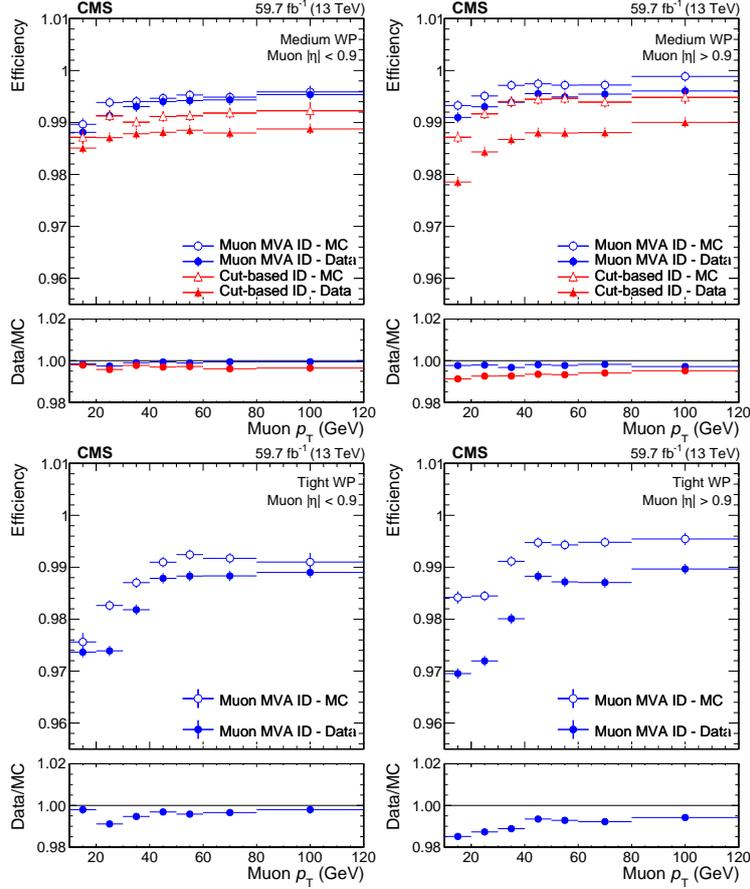 CMS 59.7 fb-1 (13 TeV)
Efficiency
1.01
1
0.99
0.98
0.97
0.96
Medium WP
Muon |η| < 0.9
Muon MVA ID - MC
Muon MVA ID - Data
Cut-based ID - MC
Cut-based ID - Data
Data/MC
1.02
1.00
0.98
20 40 60 80 100 120
Muon pT (GeV)
CMS 59.7 fb-1 (13 TeV)
Efficiency
1.01
1
0.99
0.98
0.97
0.96
Medium WP
Muon |η| > 0.9
Muon MVA ID - MC
Muon MVA ID - Data
Cut-based ID - MC
Cut-based ID - Data
Data/MC
1.02
1.00
0.98
20 40 60 80 100 120
Muon pT (GeV)
CMS 59.7 fb-1 (13 TeV)
Efficiency
1.01
1
0.99
0.98
0.97
0.96
Tight WP
Muon |η| < 0.9
Muon MVA ID - MC
Muon MVA ID - Data
Data/MC
1.02
1.00
0.98
20 40 60 80 100 120
Muon pT (GeV)
CMS 59.7 fb-1 (13 TeV)
Efficiency
1.01
1
0.99
0.98
0.97
0.96
Tight WP
Muon |η| > 0.9
Muon MVA ID - MC
Muon MVA ID - Data
Data/MC
1.02
1.00
0.98
20 40 60 80 100 120
Muon pT (GeV)